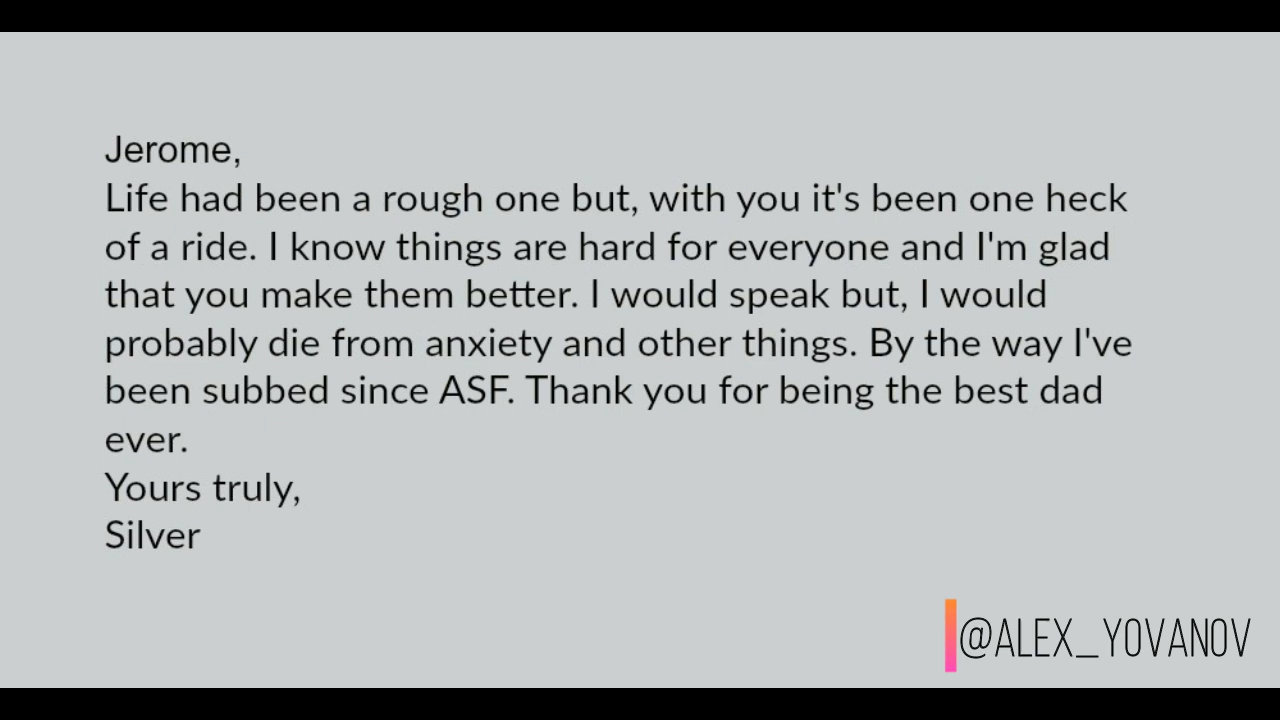 Jerome,
Life had been a rough one but, with you it's been one heck
of a ride. I know things are hard for everyone and I'm glad
that you make them better. I would speak but, I would
probably die from anxiety and other things. By the way I've
been subbed since ASF. Thank you for being the best dad
ever.
Yours truly,
Silver
@ALEX_YOVANOV